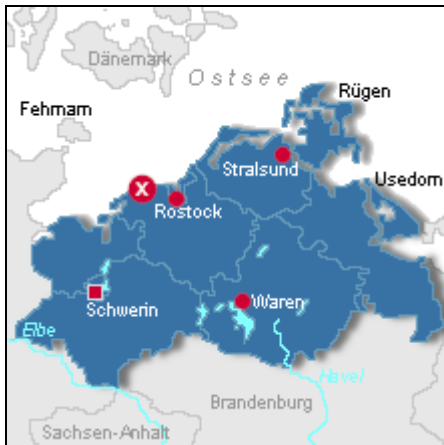 Dänemark
Ostsee
Rügen
Fehmarn
Stralsund
Usedom
X
Rostock
Schwerin
Waren
Elbe
Havel
Brandenburg
Sachsen-Anhalt